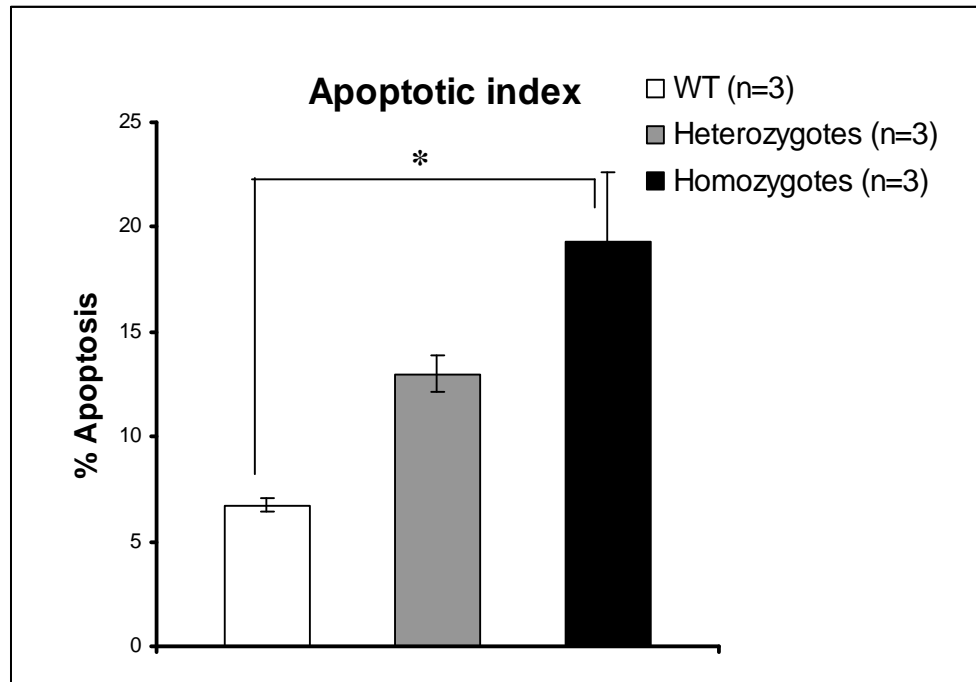 Apoptotic index
WT (n=3)
Heterozygotes (n=3)
Homozygotes (n=3)
25
*
20
15
10
5
0
% Apoptosis